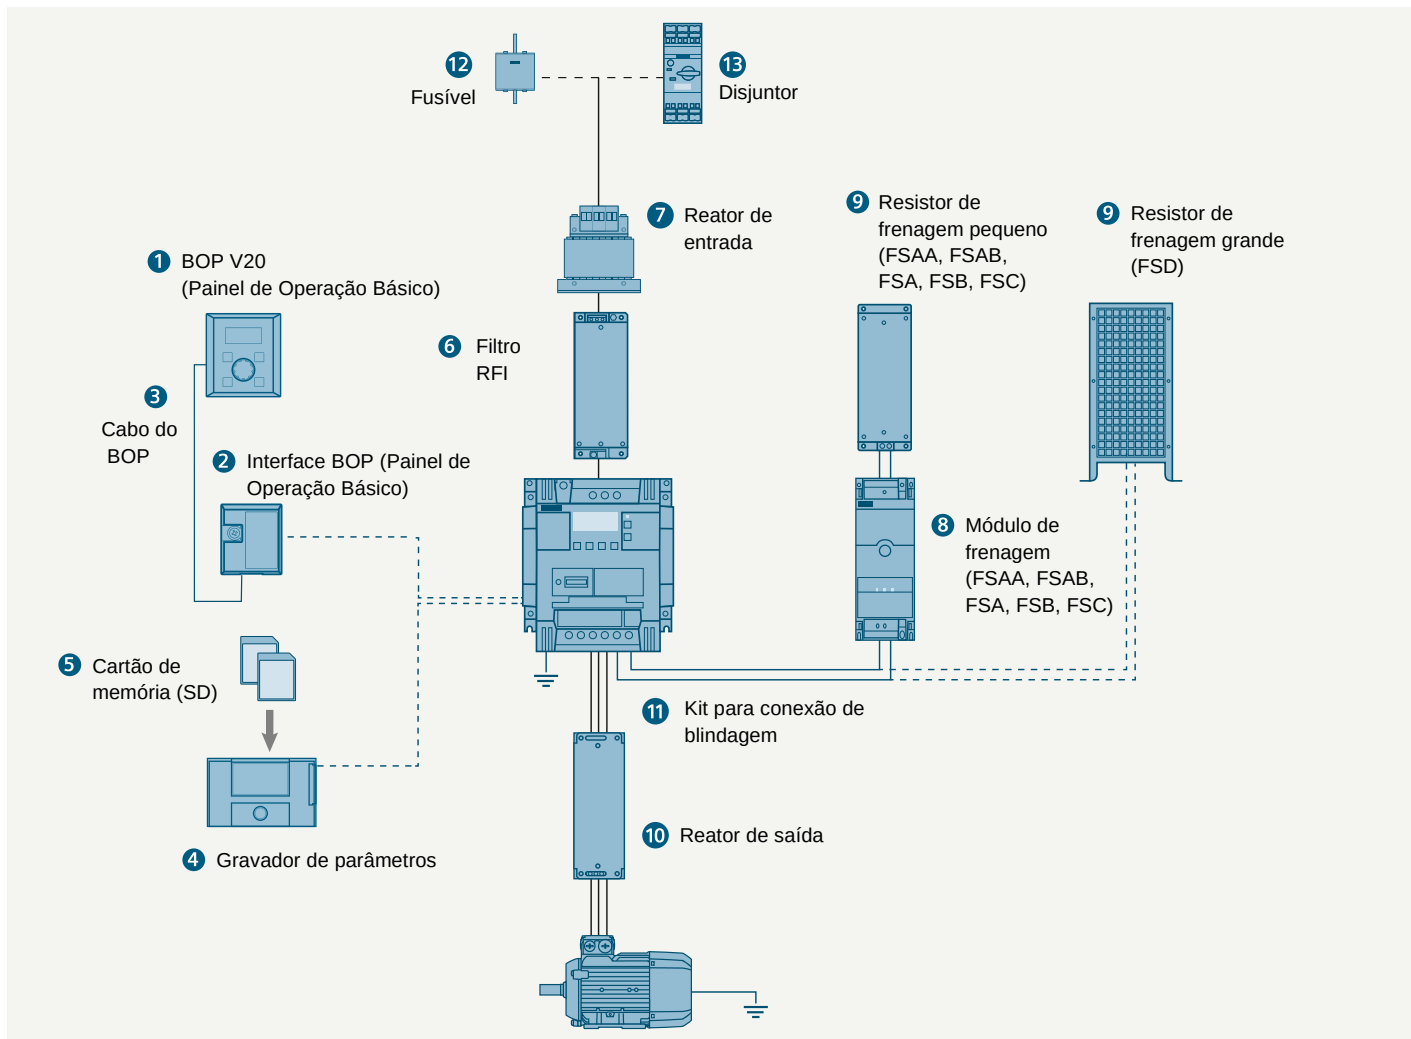 12
Fusível
13
Disjuntor
7 Reator de
entrada
9 Resistor de
frenagem pequeno
(FSAA, FSAB,
FSA, FSB, FSC)
9 Resistor de
frenagem grande
(FSD)
1 BOP V20
(Painel de Operação Básico)
6 Filtro
RFI
3
Cabo do
BOP
2 Interface BOP (Painel de
Operação Básico)
8 Módulo de
frenagem
(FSAA, FSAB,
FSA, FSB, FSC)
5 Cartão de
memória (SD)
11 Kit para conexão de
blindagem
10 Reator de saída
4 Gravador de parâmetros